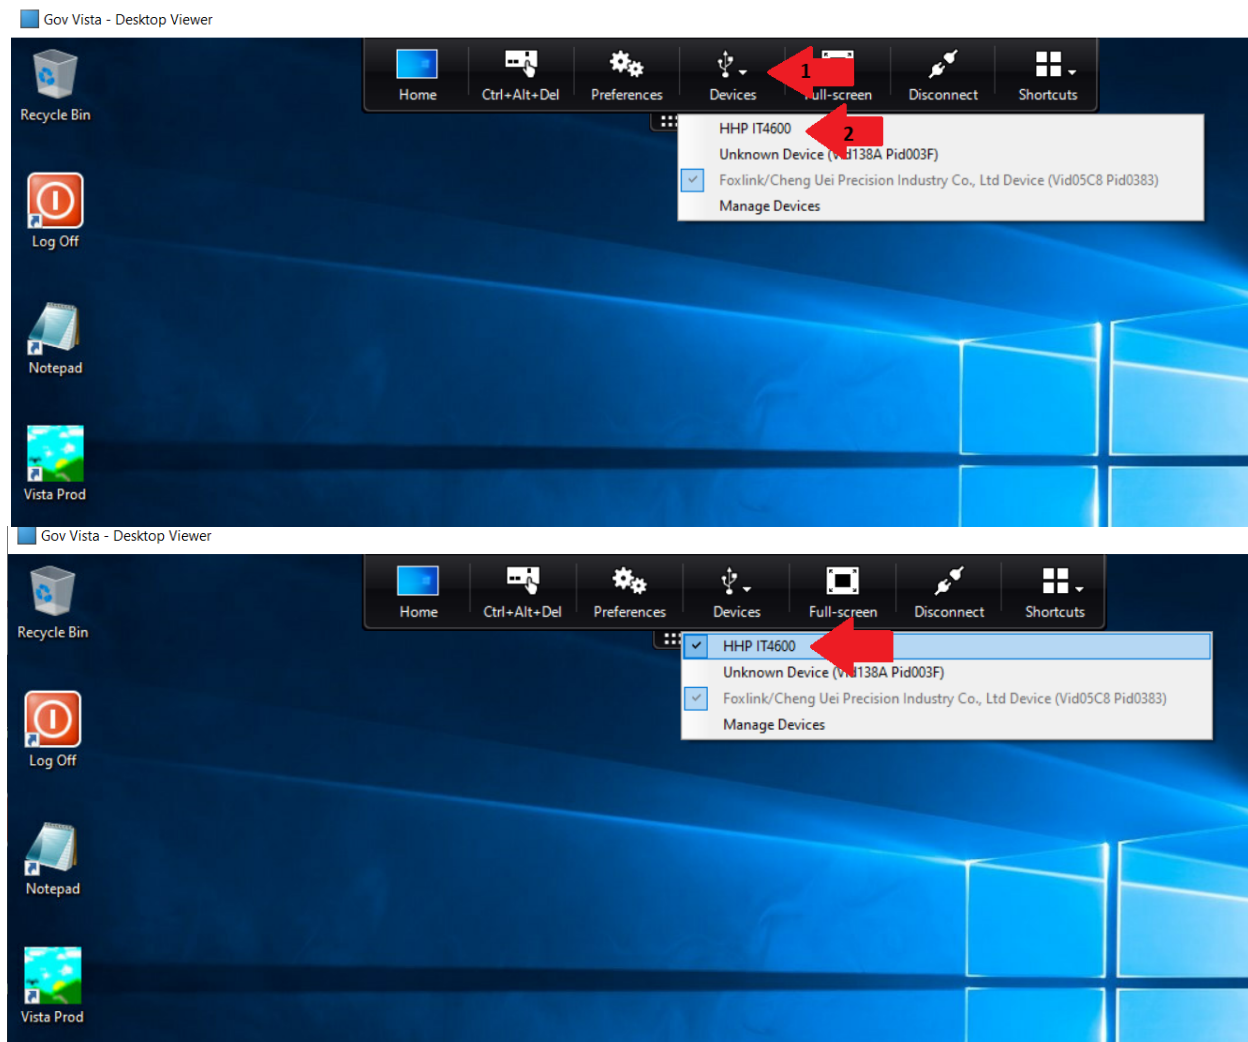 Gov Vista - Desktop Viewer
Recycle Bin
Home
Ctrl+Alt+Del
Preferences
Devices
Full-screen
Disconnect
Shortcuts
1
HHP IT4600
2
Unknown Device (Vid138A Pid003F)
Foxlink/Cheng Uei Precision Industry Co., Ltd Device (Vid05C8 Pid0383)
Manage Devices
Log Off
Notepad
Vista Prod
Gov Vista - Desktop Viewer
Recycle Bin
Home
Ctrl+Alt+Del
Preferences
Devices
Full-screen
Disconnect
Shortcuts
HHP IT4600
Unknown Device (Vid138A Pid003F)
Foxlink/Cheng Uei Precision Industry Co., Ltd Device (Vid05C8 Pid0383)
Manage Devices
Log Off
Notepad
Vista Prod